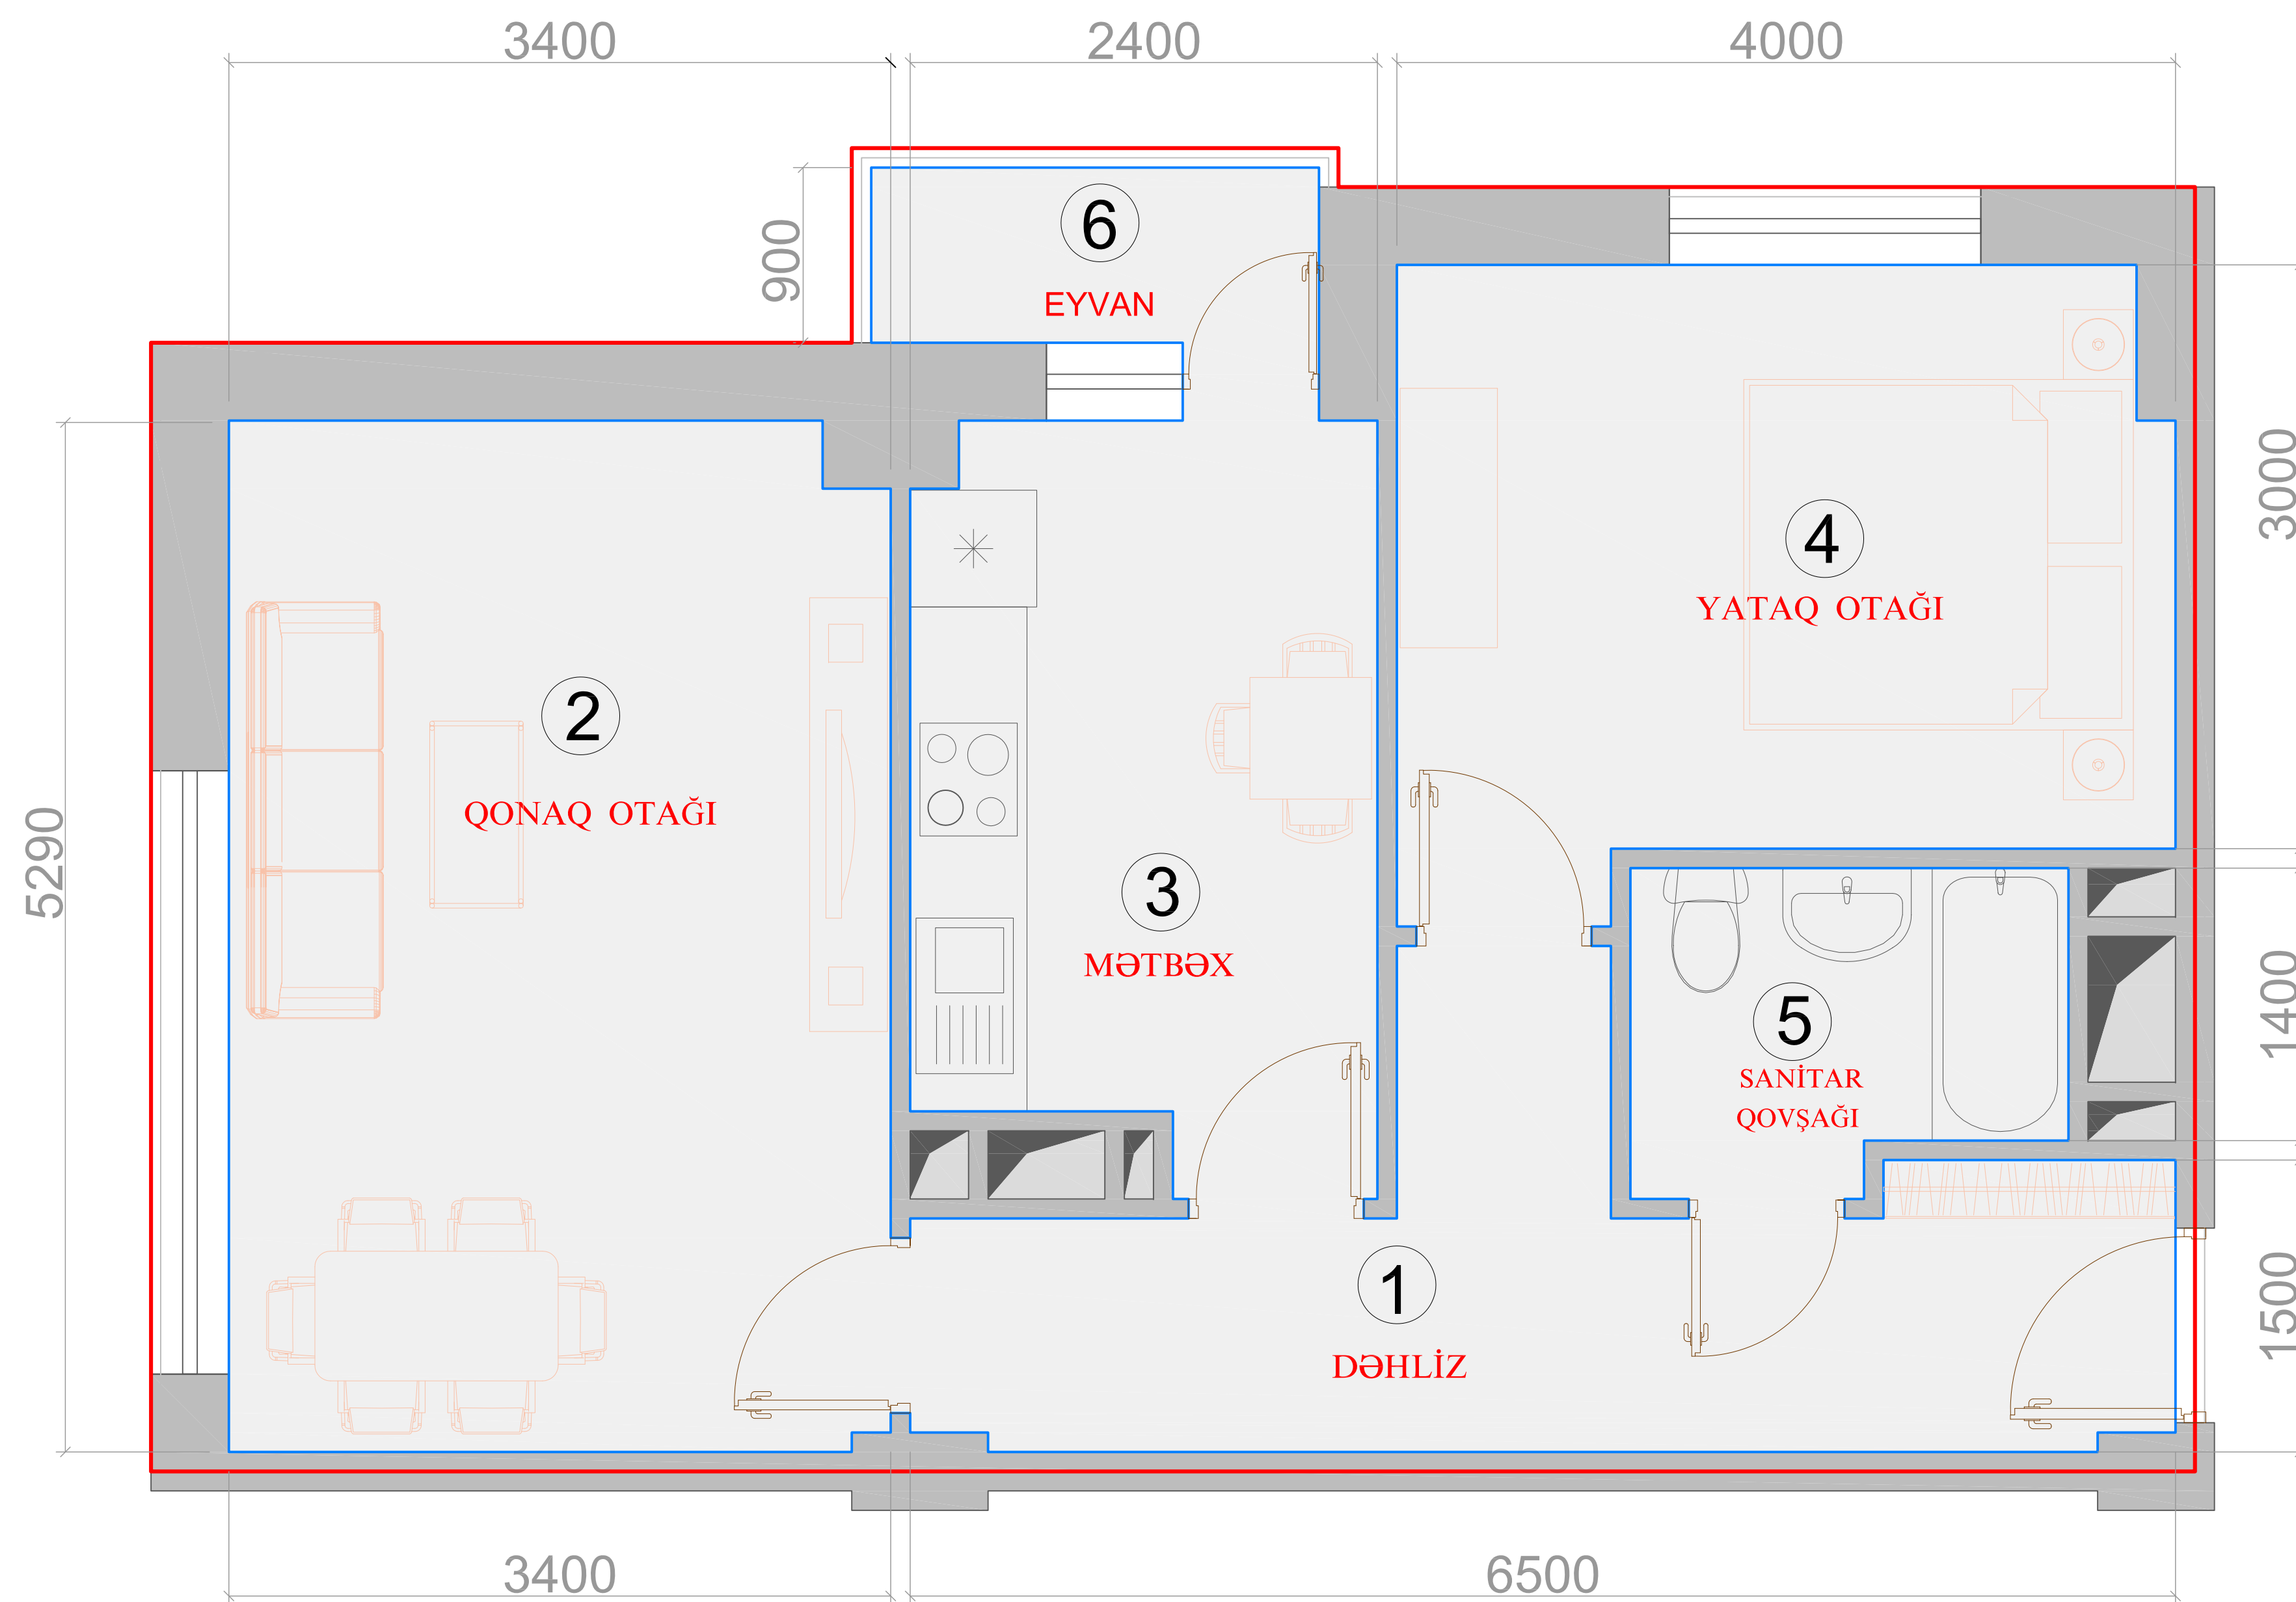 3400
2400
4000
6
EYVAN
900
3000
4
YATAQ OTAĞI
2
QONAQ OTAĞI
5290
3
MƏTBƏX
5
SANİTAR
QOVŞAĞI
1400
1
DƏHLİZ
1500
3400
6500